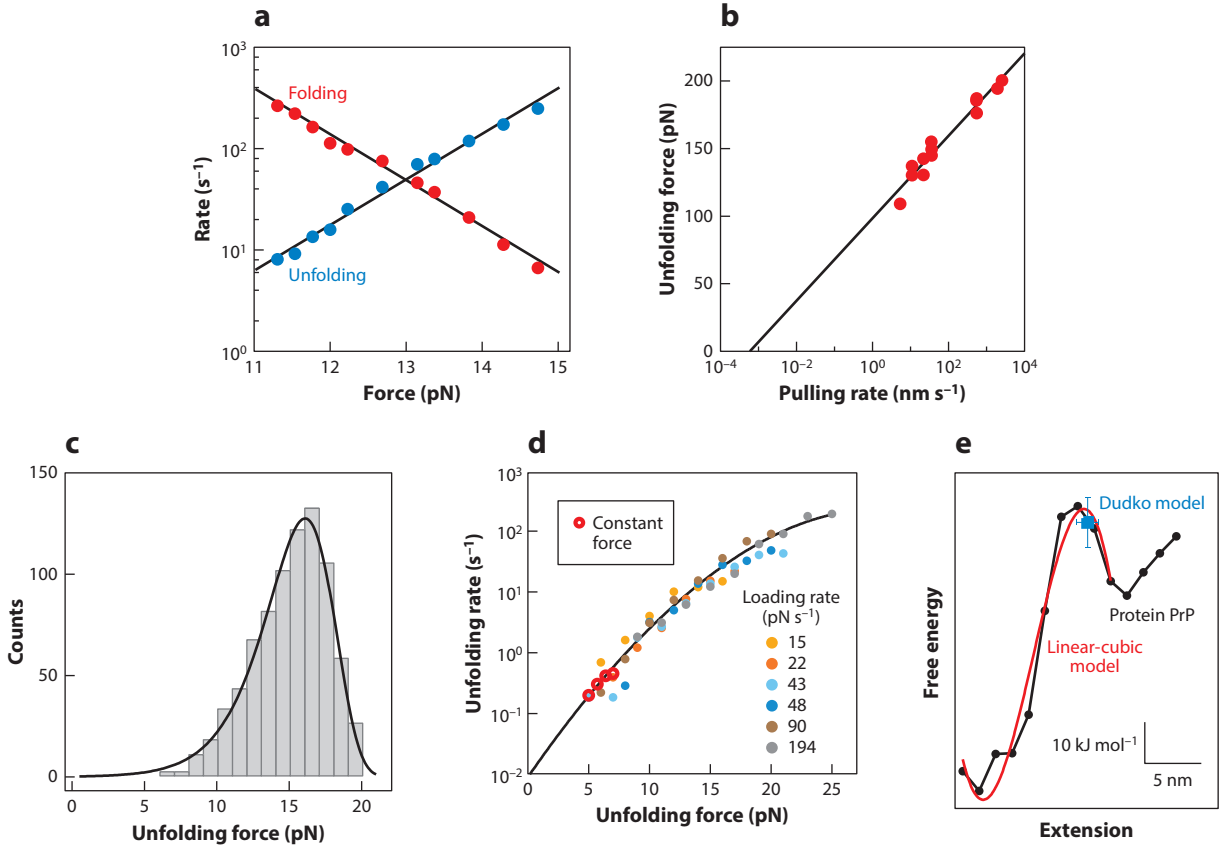 a
Rate (s⁻¹)
10³
10²
10¹
10⁰
Folding
Unfolding
11
12
13
14
15
Force (pN)
b
Unfolding force (pN)
200
150
100
50
0
10⁻⁴
10⁻²
10⁰
10²
10⁴
Pulling rate (nm s⁻¹)
c
Counts
150
100
50
0
0
5
10
15
20
Unfolding force (pN)
d
Unfolding rate (s⁻¹)
10³
10²
10¹
10⁰
10⁻¹
10⁻²
Constant
force
Loading rate
(pN s⁻¹)
15
22
43
48
90
194
0
5
10
15
20
25
Unfolding force (pN)
e
Free energy
Dudko model
Protein PrP
Linear-cubic
model
10 kJ mol⁻¹
5 nm
Extension